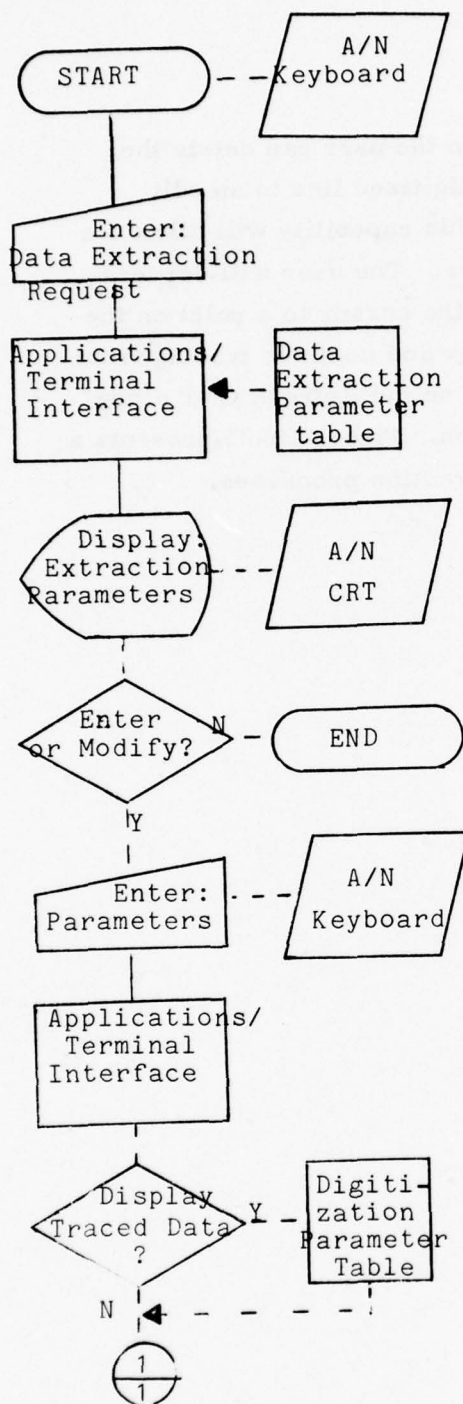 START
A/N
Keyboard
Enter:
Data Extraction
Request
Applications/
Terminal
Interface
Data
Extraction
Parameter
table
Display:
Extraction
Parameters
A/N
CRT
Enter
or Modify?
N
END
Y
Enter:
Parameters
A/N
Keyboard
Applications/
Terminal
Interface
Display
Traced Data
?
Y
Digiti-
zation
Parameter
Table
N
1
1